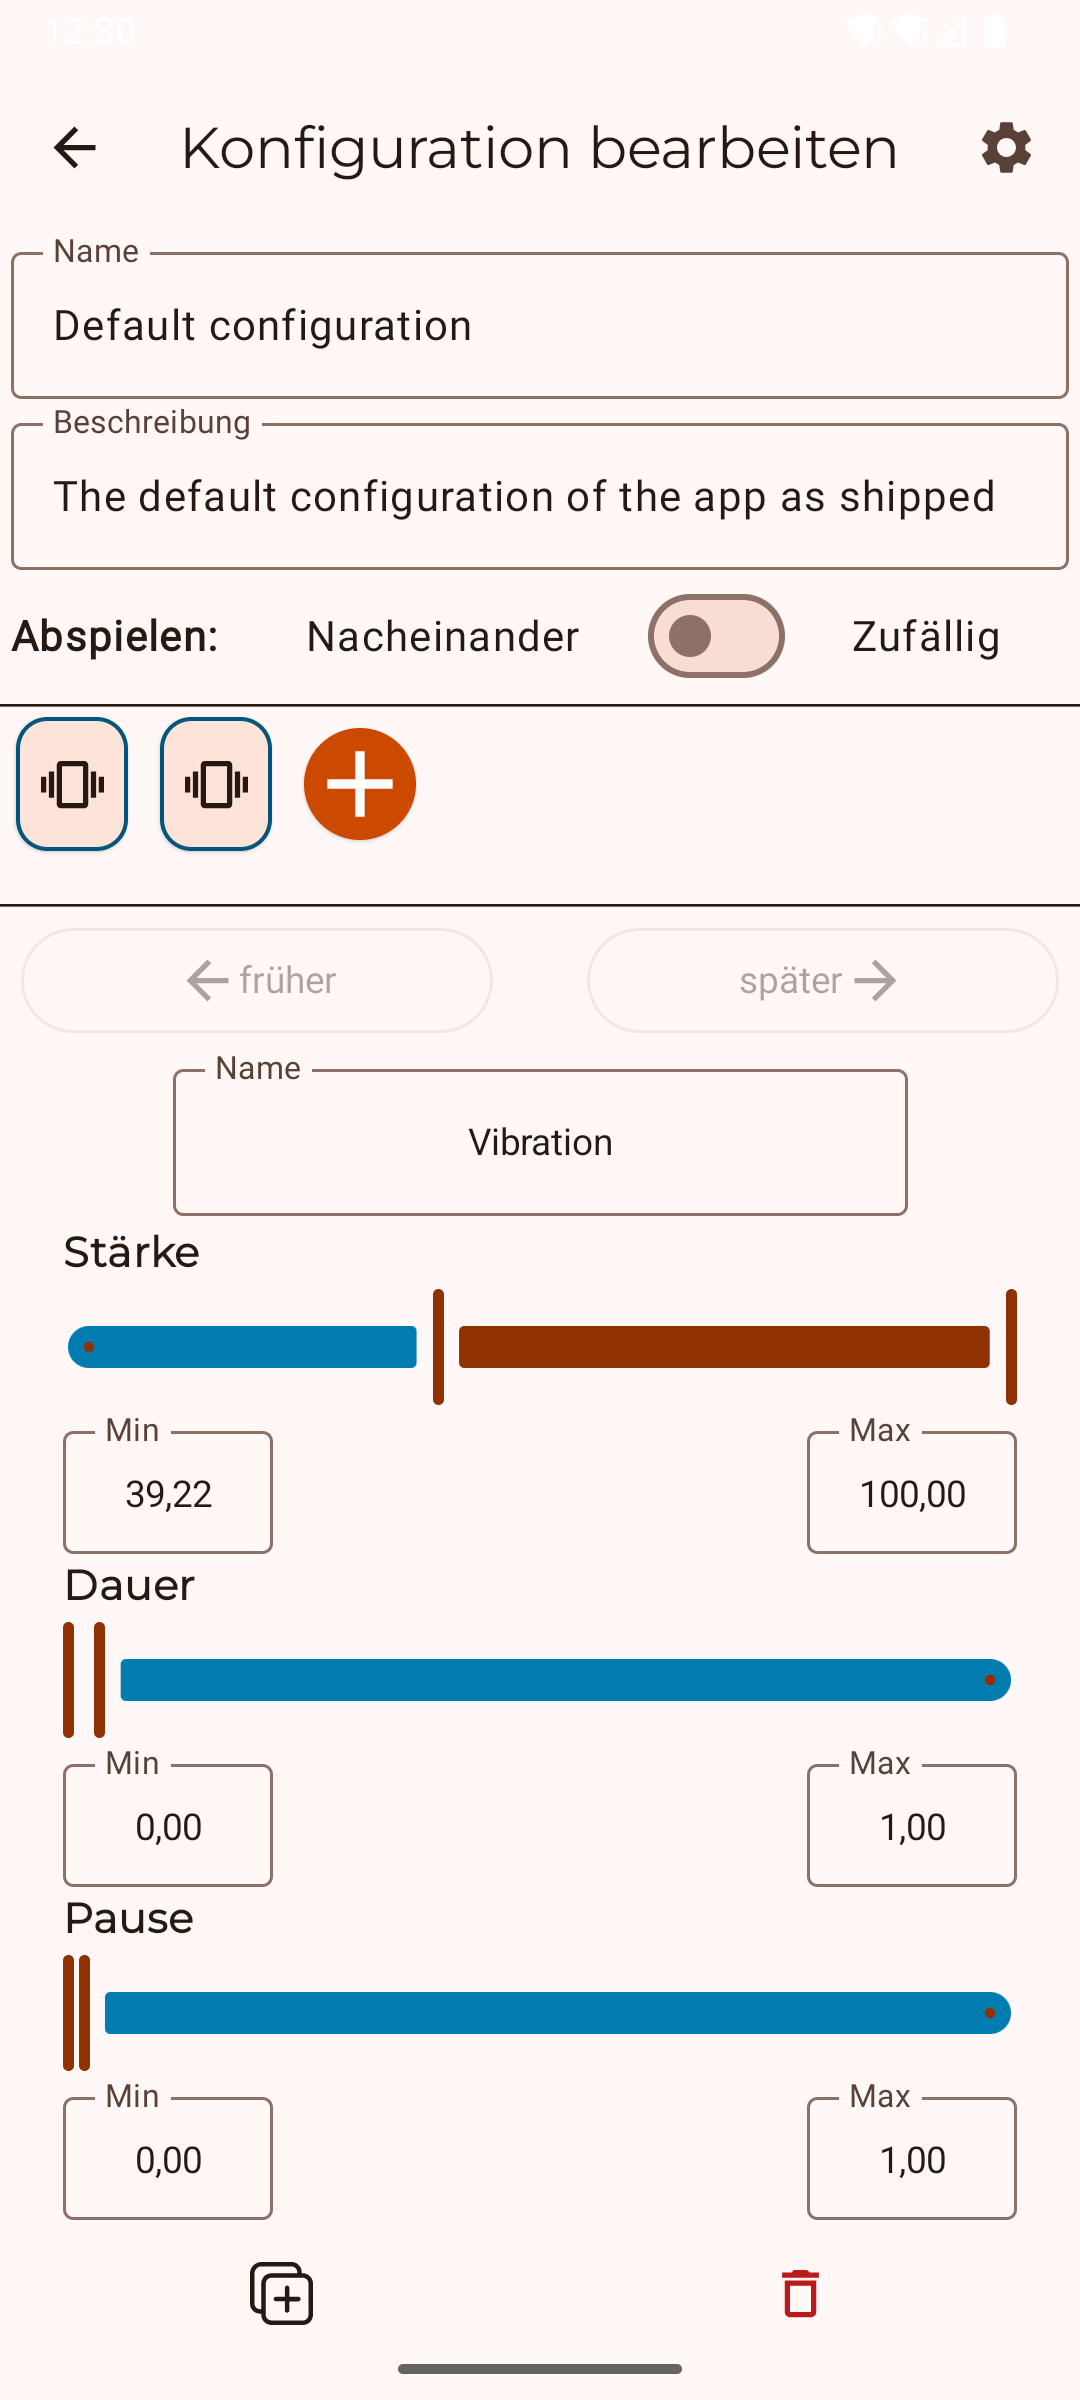 12:30
Konfiguration bearbeiten
Name
Default configuration
Beschreibung
The default configuration of the app as shipped
Abspielen: Nacheinander Zufällig
früher später
Name
Vibration
Stärke
Min Max
39,22 100,00
Dauer
Min Max
0,00 1,00
Pause
Min Max
0,00 1,00